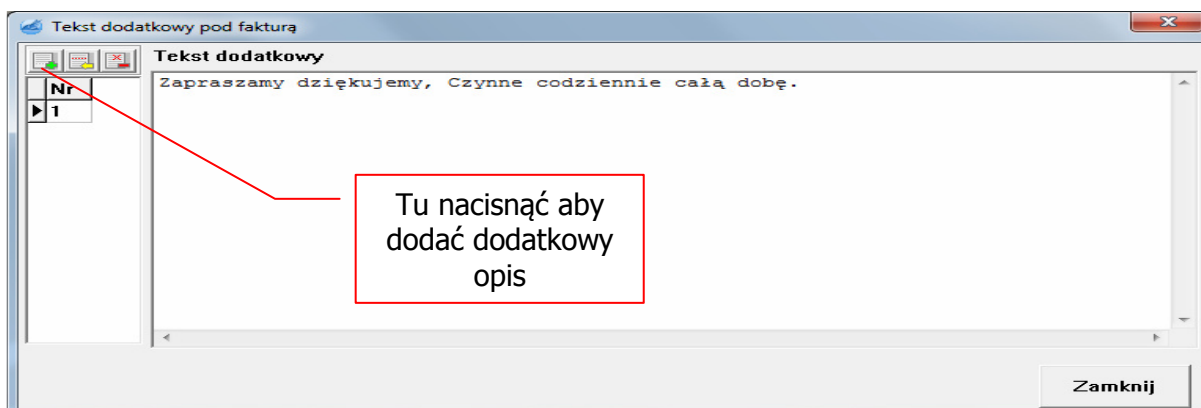 Tekst dodatkowy pod fakturą
Tekst dodatkowy
Nr
1
Zapraszamy dziękujemy, Czynne codziennie całą dobę.
Tu nacisnąć aby
dodać dodatkowy
opis
Zamknij